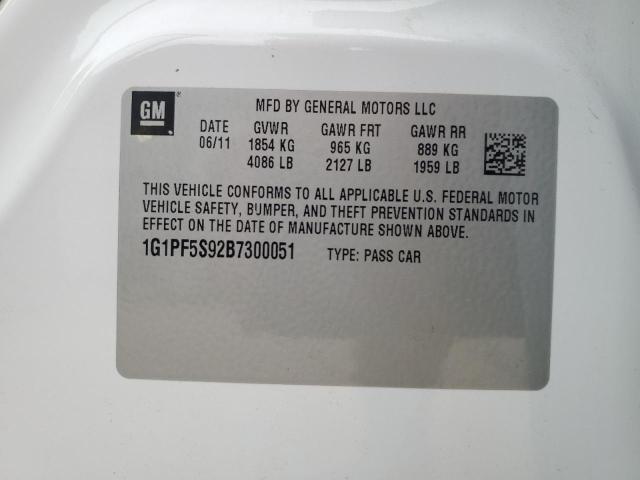 GM ®
MFD BY GENERAL MOTORS LLC
DATE GVWR GAWR FRT GAWR RR
06/11 1854 KG 965 KG 889 KG
4086 LB 2127 LB 1959 LB
THIS VEHICLE CONFORMS TO ALL APPLICABLE U.S. FEDERAL MOTOR
VEHICLE SAFETY, BUMPER, AND THEFT PREVENTION STANDARDS IN
EFFECT ON THE DATE OF MANUFACTURE SHOWN ABOVE.
1G1PF5S92B7300051 TYPE: PASS CAR